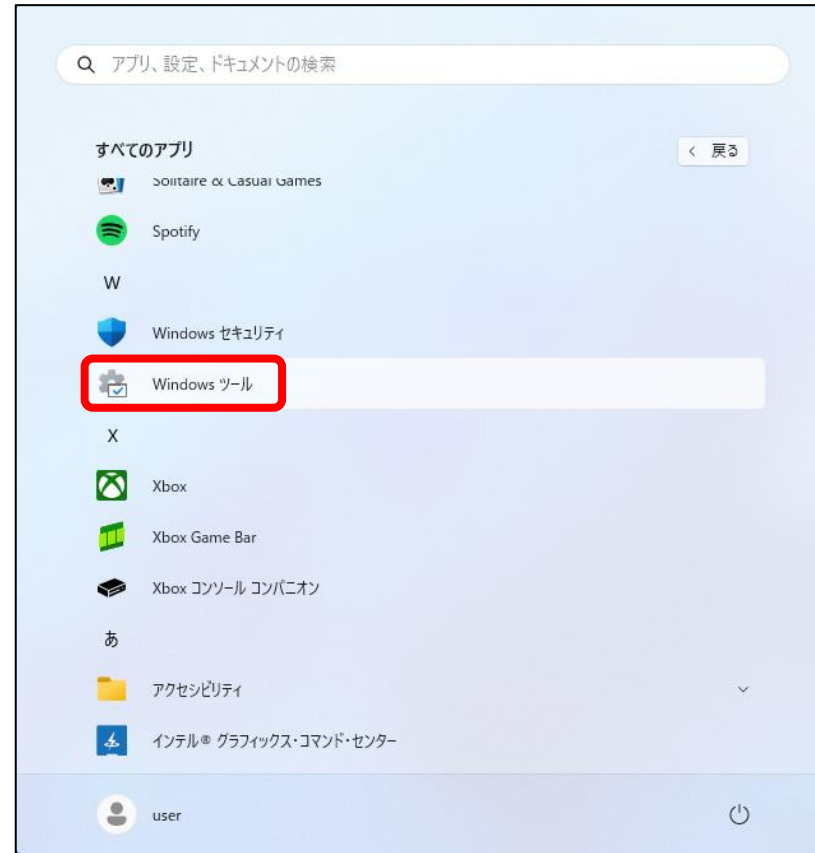 アプリ、設定、ドキュメントの検索
すべてのアプリ
< 戻る
Solitaire & Casual Games
Spotify
W
Windows セキュリティ
Windows ツール
X
Xbox
Xbox Game Bar
Xbox コンソール コンパニオン
あ
アクセシビリティ
インテル® グラフィックス・コマンド・センター
user